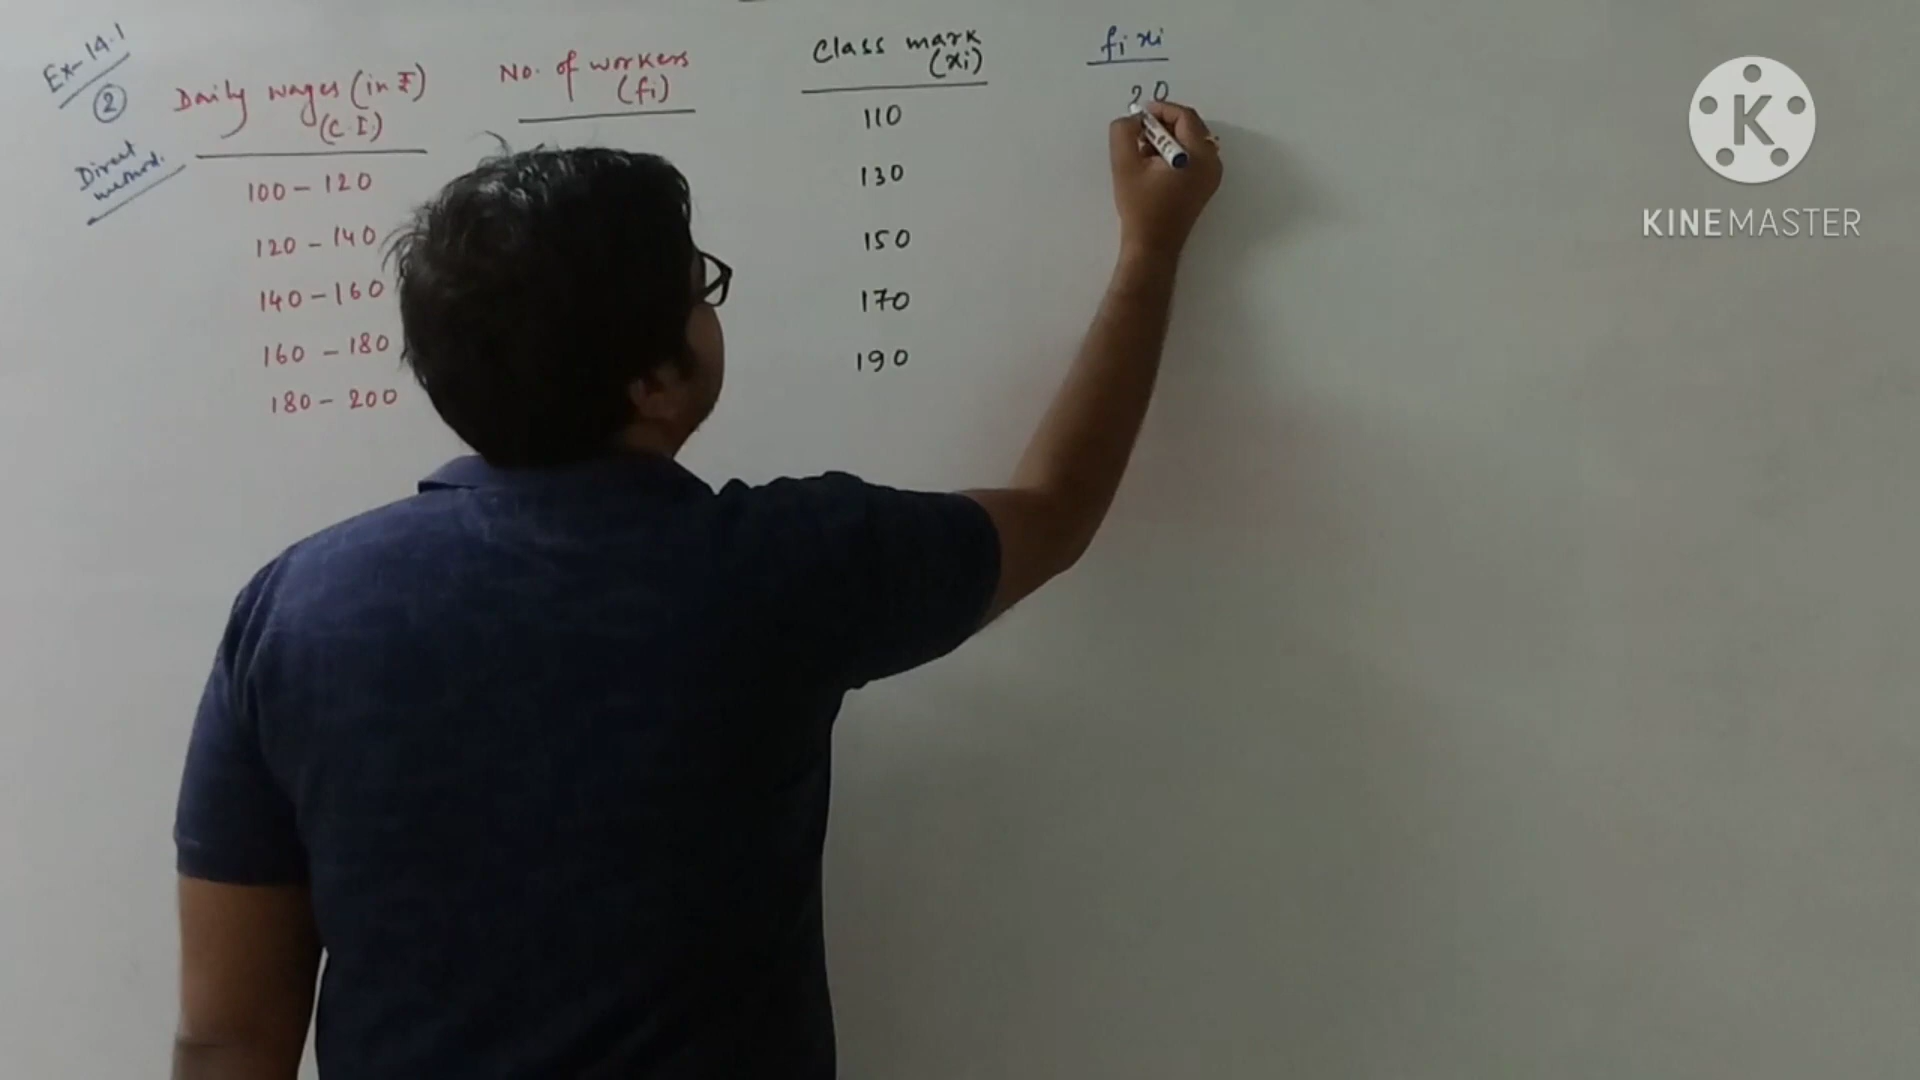 Ex-14.1
②
Direct
method.
Daily wages (in ₹)
(C.I.)
No. of workers
(fi)
Class mark
(xi)
fi xi
100 - 120
110
20
120 - 140
130
140 - 160
150
160 - 180
170
180 - 200
190
K
KINEMASTER